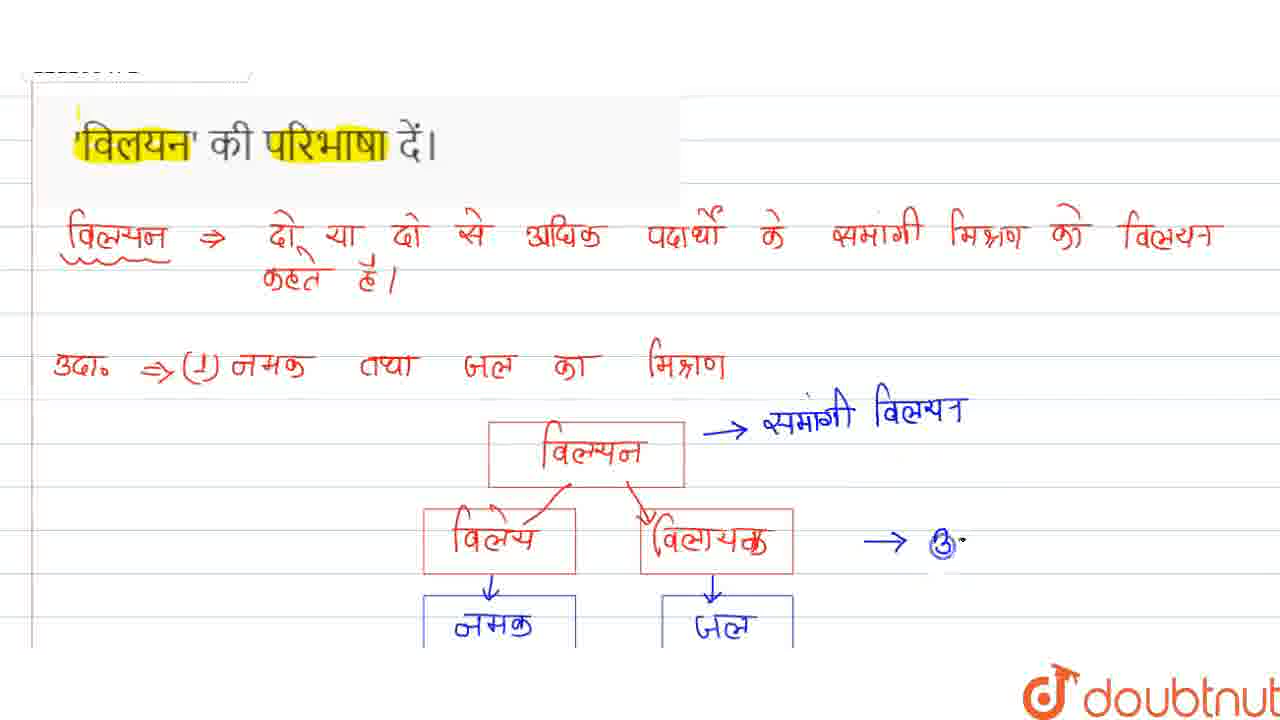 'विलयन' की परिभाषा दें।
विलयन ⇒ दो या दो से अधिक पदार्थों के समांगी मिश्रण को विलयन
कहते है।
उदा० ⇒ (1) नमक तथा जल का मिश्रण
विलयन → समांगी विलयन
विलेय विलायक →
नमक जल
doubtnut